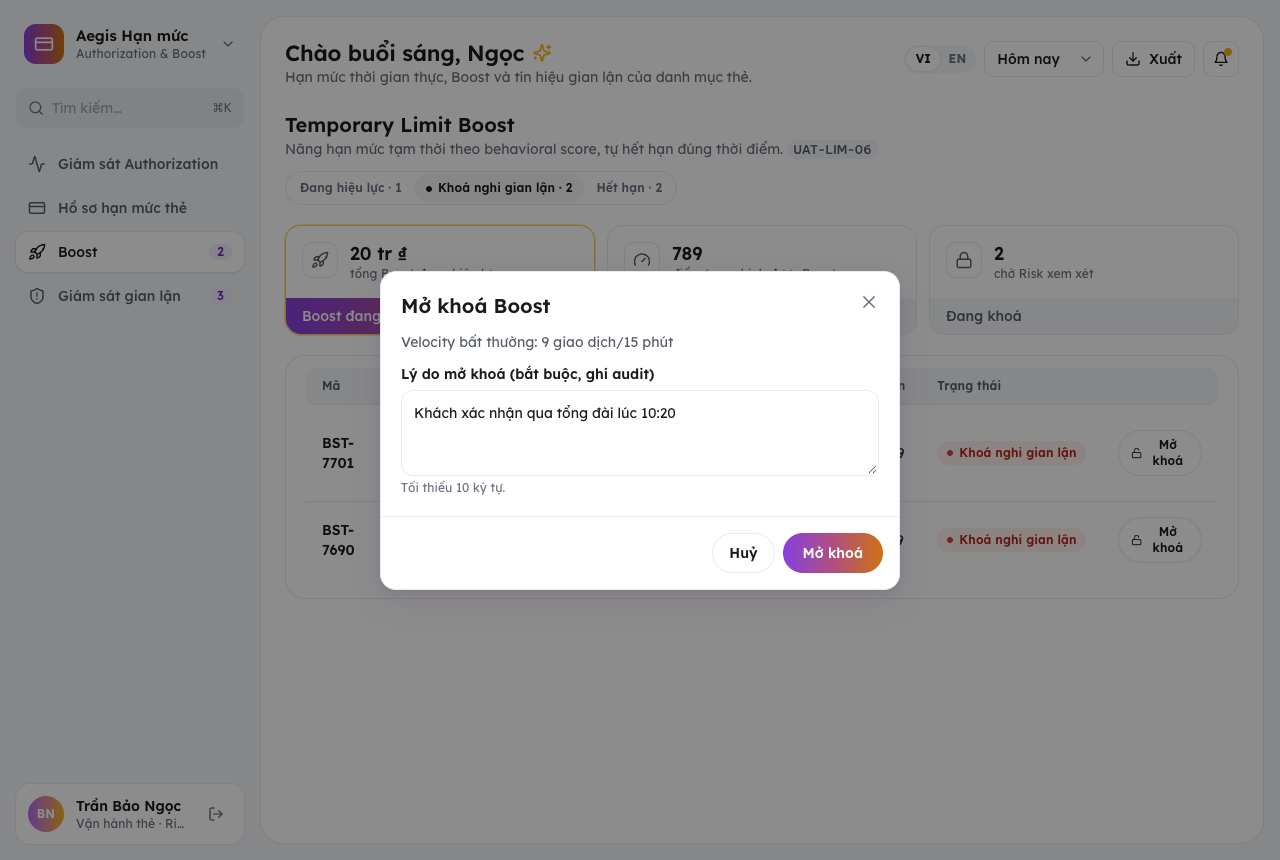 Aegis Hạn mức
Authorization & Boost
Tìm kiếm...
⌘K
Giám sát Authorization
Hồ sơ hạn mức thẻ
Boost
2
Giám sát gian lận
3
Trần Bảo Ngọc
Vận hành thẻ · Ri...
BN
Chào buổi sáng, Ngọc
Hạn mức thời gian thực, Boost và tín hiệu gian lận của danh mục thẻ.
VI EN
Hôm nay
Xuất
Temporary Limit Boost
Nâng hạn mức tạm thời theo behavioral score, tự hết hạn đúng thời điểm. UAT-LIM-06
Đang hiệu lực · 1
Khoá nghi gian lận · 2
Hết hạn · 2
20 tr ₫
Boost đang
789
2
chờ Risk xem xét
Đang khoá
Mã
Trạng thái
BST-
7701
Khoá nghi gian lận
Mở
khoá
BST-
7690
Khoá nghi gian lận
Mở
khoá
Mở khoá Boost
Velocity bất thường: 9 giao dịch/15 phút
Lý do mở khoá (bắt buộc, ghi audit)
Khách xác nhận qua tổng đài lúc 10:20
Tối thiểu 10 ký tự.
Huỷ
Mở khoá